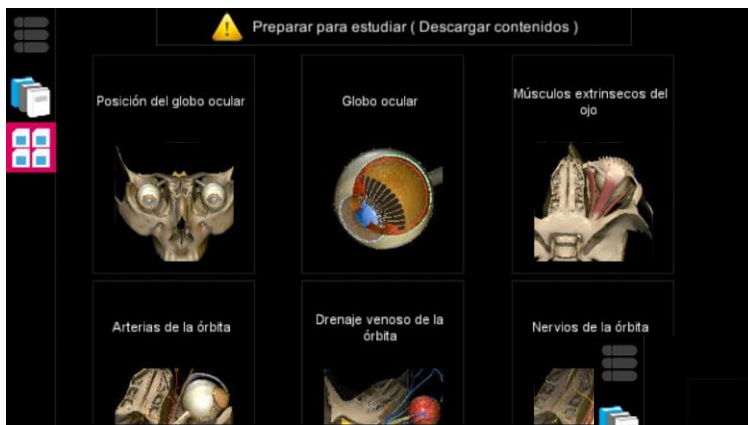 Preparar para estudiar ( Descargar contenidos )
Posición del globo ocular
Globo ocular
Músculos extrinsecos del
ojo
Arterias de la órbita
Drenaje venoso de la
órbita
Nervios de la órbita